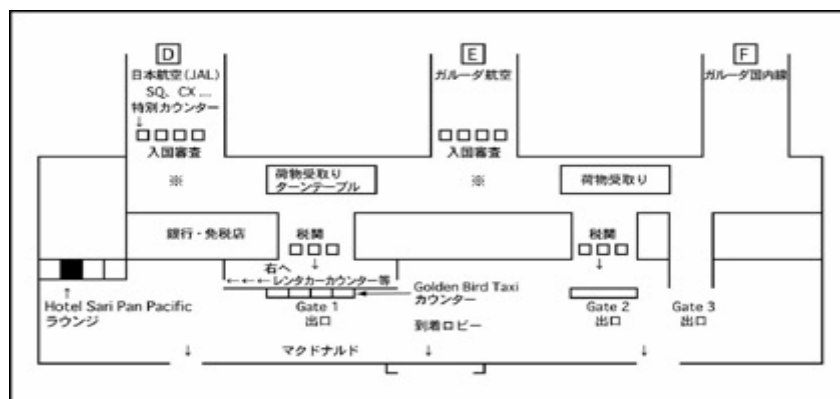 D
日本航空(JAL)
SQ、CX ...
特別カウンター
↓
入国審査
※
E
ガルーダ航空
入国審査
※
F
ガルーダ国内線
荷物受取り
ターンテーブル
荷物受取り
銀行・免税店
税関
↓
税関
↓
右へ
←←←レンタカーカウンター等
Golden Bird Taxi
カウンター
↑
Hotel Sari Pan Pacific
ラウンジ
Gate 1
出口
到着ロビー
Gate 2
出口
Gate 3
出口
↓
マクドナルド
↓
↓